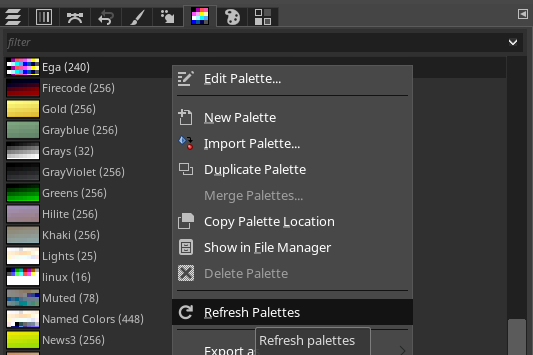 filter
Ega (240)
Firecode (256)
Gold (256)
Grayblue (256)
Grays (32)
GrayViolet (256)
Greens (256)
Hilite (256)
Khaki (256)
Lights (25)
linux (16)
Muted (78)
Named Colors (448)
News3 (256)
Edit Palette...
New Palette
Import Palette...
Duplicate Palette
Merge Palettes...
Copy Palette Location
Show in File Manager
Delete Palette
Refresh Palettes
Export a
Refresh palettes